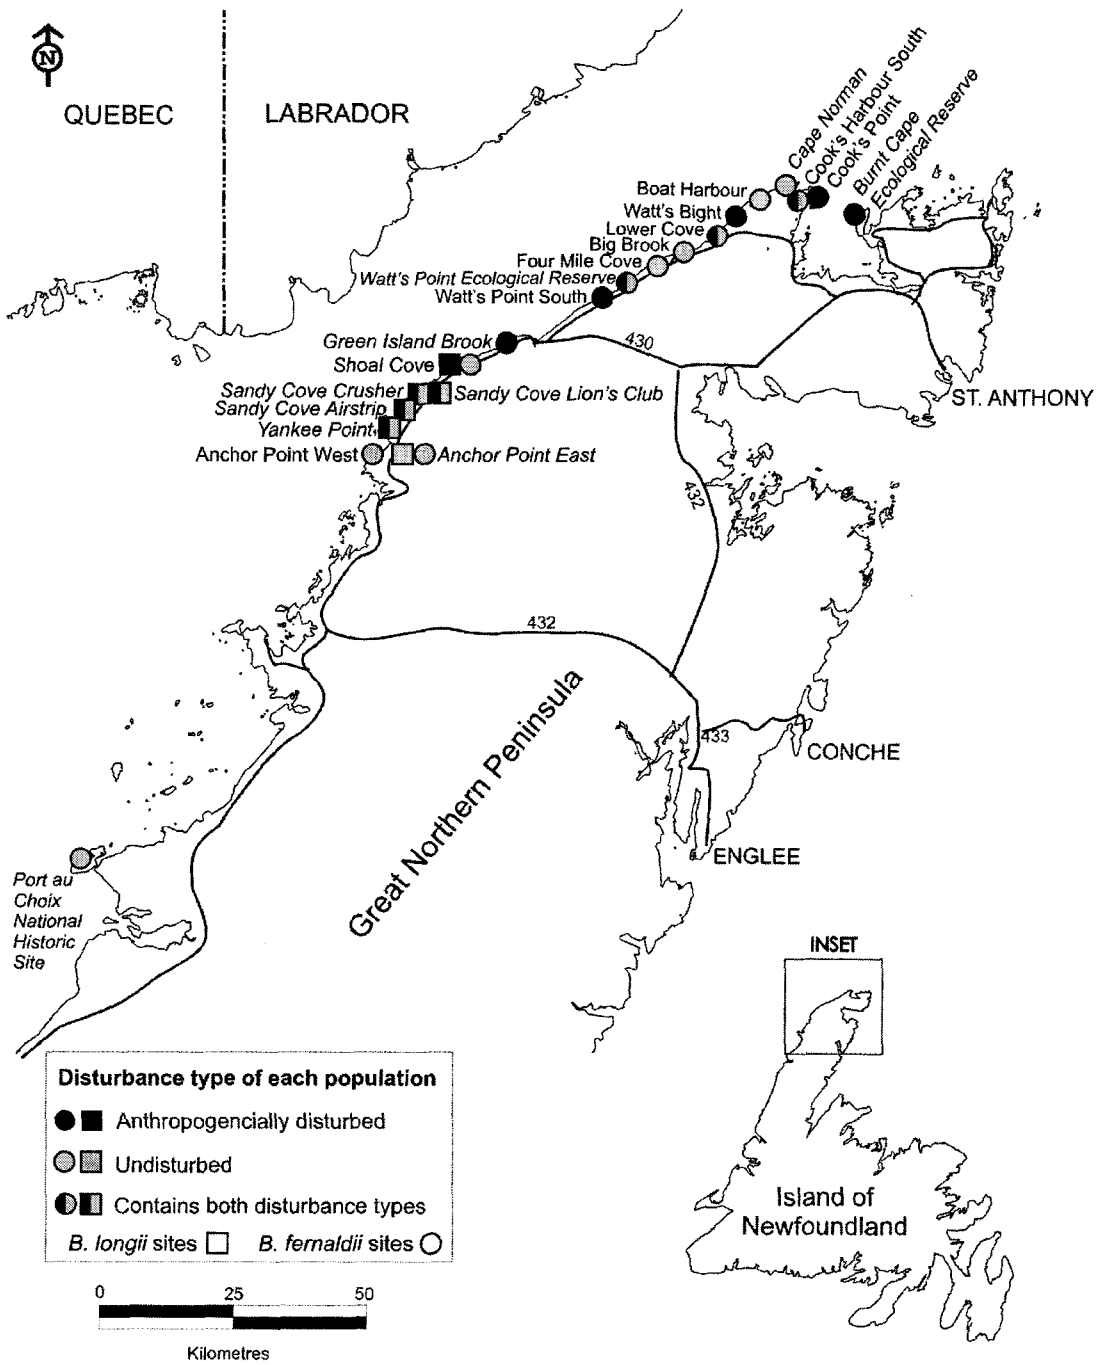 N
QUEBEC
LABRADOR
Cape Norman
Cook's Harbour South
Cook's Point
Burnt Cape
Ecological Reserve
Boat Harbour
Watt's Bight
Lower Cove
Big Brook
Four Mile Cove
Watt's Point Ecological Reserve
Watt's Point South
Green Island Brook
430
Shoal Cove
Sandy Cove Crusher
Sandy Cove Lion's Club
Sandy Cove Airstrip
Yankee Point
Anchor Point West
Anchor Point East
ST. ANTHONY
432
432
Great Northern Peninsula
433
CONCHE
ENGLEE
Port au
Choix
National
Historic
Site
INSET
Island of
Newfoundland
Disturbance type of each population
Anthropogencially disturbed
Undisturbed
Contains both disturbance types
B. longii sites B. fernaldii sites
0 25 50
Kilometres